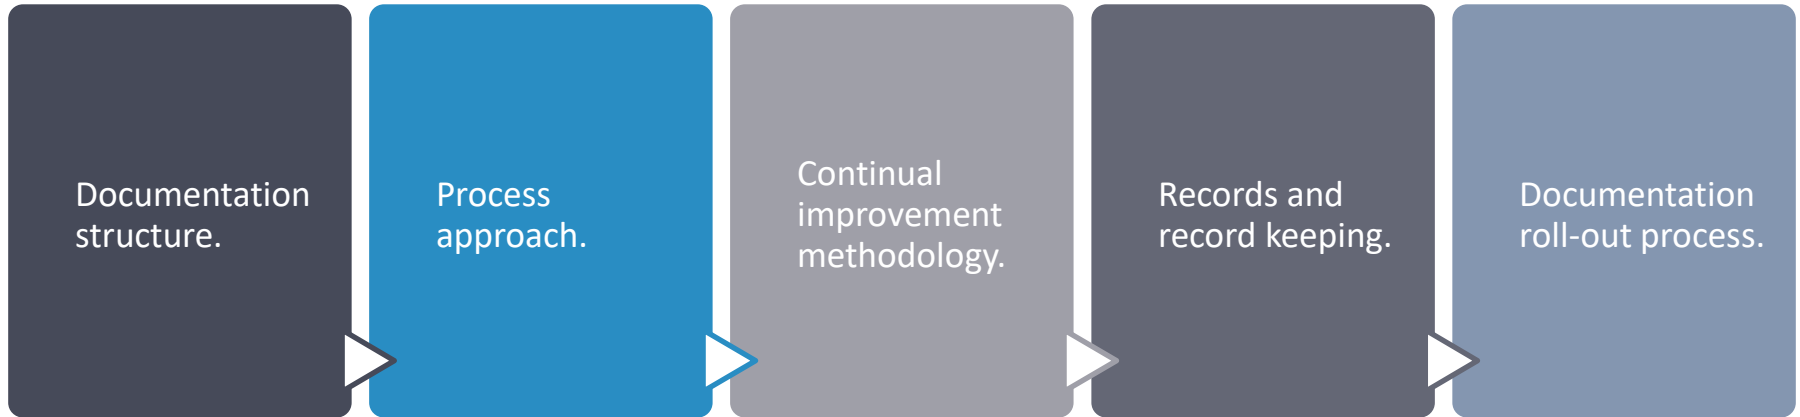 Documentation
structure.
Process
approach.
Continual
improvement
methodology.
Records and
record keeping.
Documentation
roll-out process.